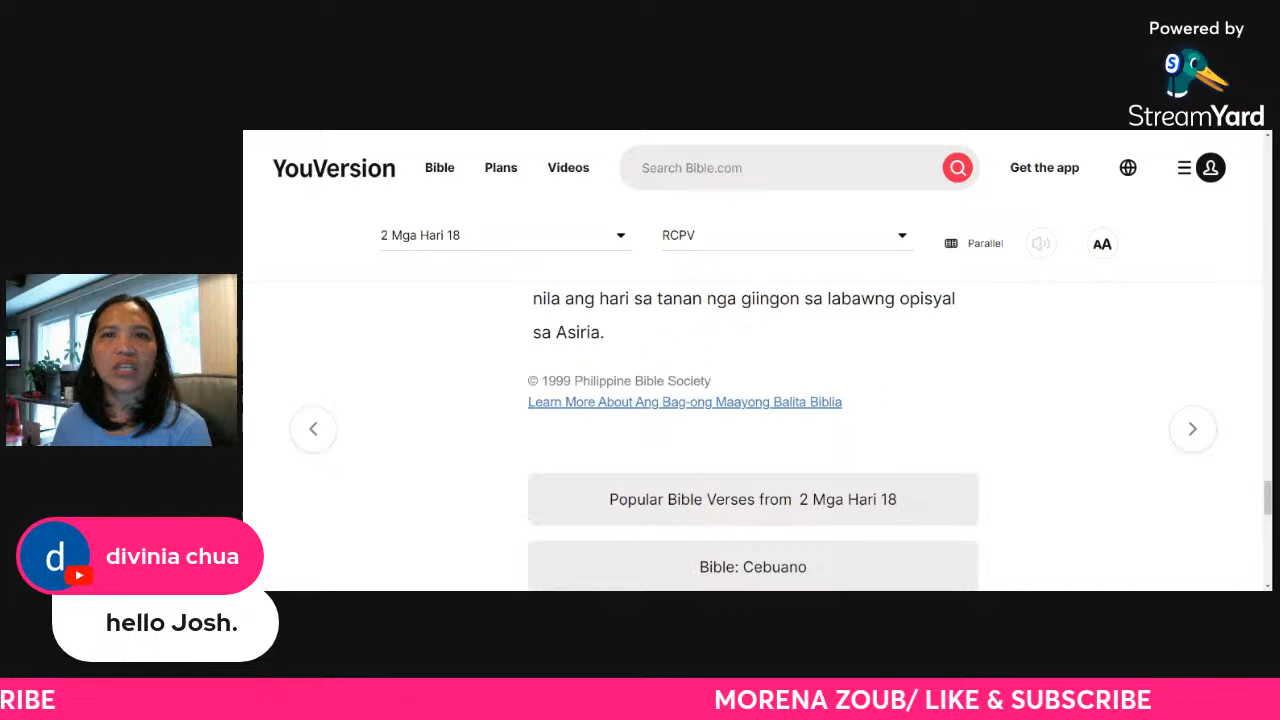 Powered by
StreamYard
YouVersion
Bible
Plans
Videos
Search Bible.com
Get the app
2 Mga Hari 18
RCPV
Parallel
AA
nila ang hari sa tanan nga giingon sa labawng opisyal
sa Asiria.
© 1999 Philippine Bible Society
Learn More About Ang Bag-ong Maayong Balita Biblia
Popular Bible Verses from 2 Mga Hari 18
Bible: Cebuano
d
divinia chua
hello Josh.
RIBE
MORENA ZOUB/ LIKE & SUBSCRIBE